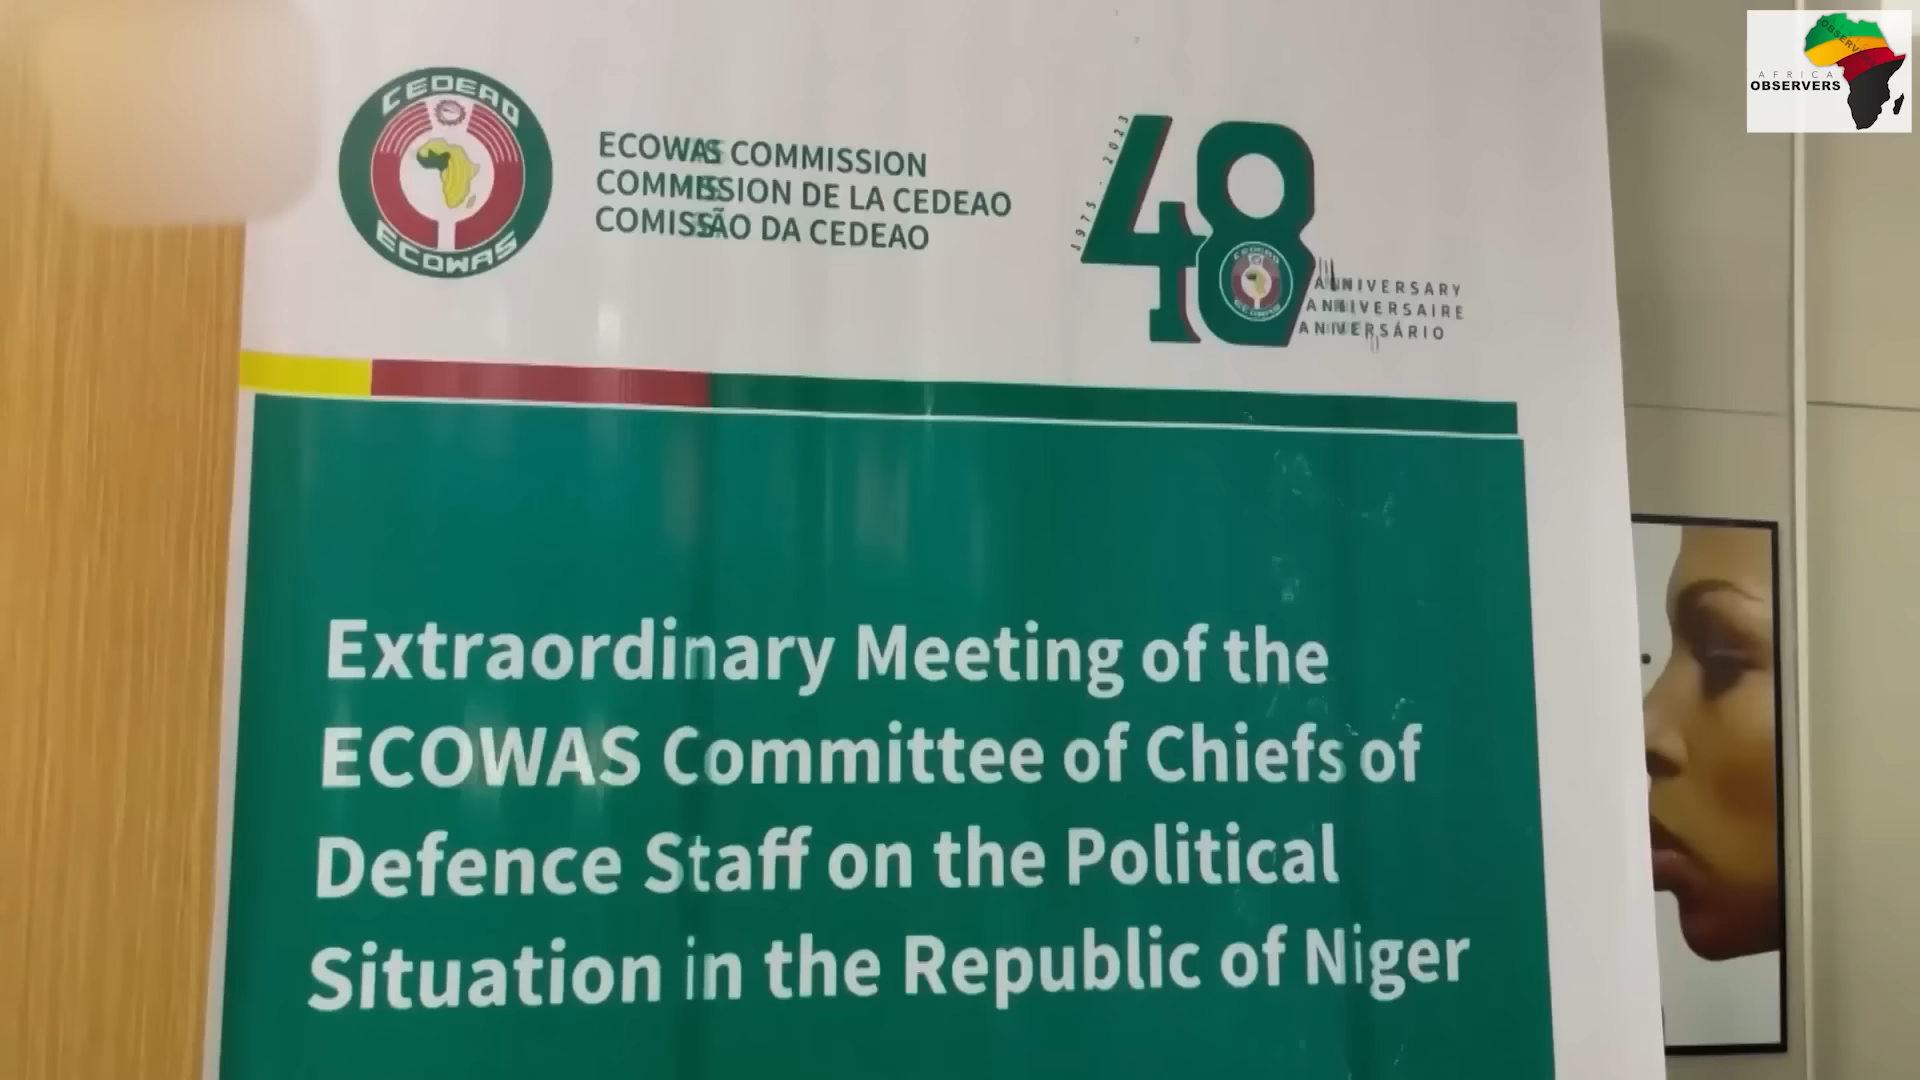 CEDEAO
ECOWAS
ECOWAS COMMISSION
COMMISSION DE LA CEDEAO
COMISSÃO DA CEDEAO
1975 - 2023
48
ANNIVERSARY
ANNIVERSAIRE
ANIVERSÁRIO
Extraordinary Meeting of the
ECOWAS Committee of Chiefs of
Defence Staff on the Political
Situation in the Republic of Niger
AFRICA
OBSERVERS